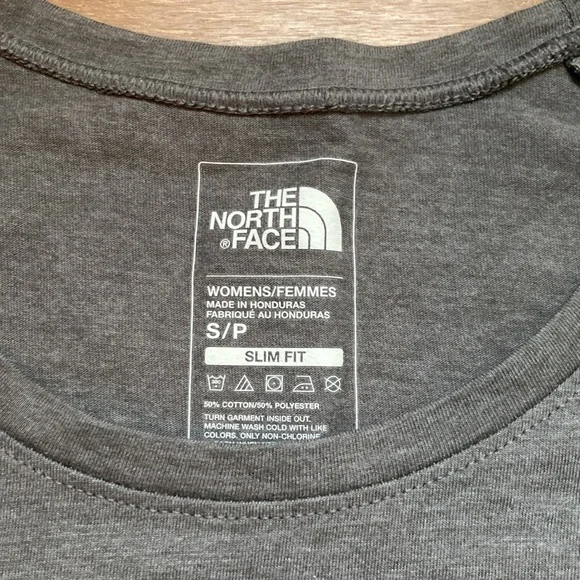 THE
NORTH
® FACE
WOMENS/FEMMES
MADE IN HONDURAS
FABRIQUÉ AU HONDURAS
S/P
SLIM FIT
50% COTTON/50% POLYESTER
TURN GARMENT INSIDE OUT.
MACHINE WASH COLD WITH LIKE
COLORS. ONLY NON-CHLORINE